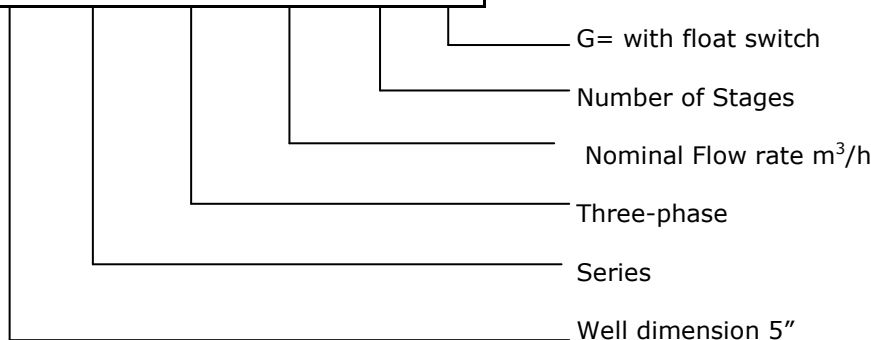 G= with float switch
Number of Stages
Nominal Flow rate m³/h
Three-phase
Series
Well dimension 5”